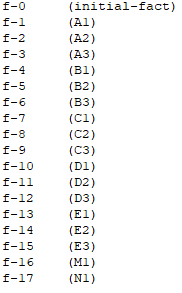 f-0 (initial-fact)
f-1 (A1)
f-2 (A2)
f-3 (A3)
f-4 (B1)
f-5 (B2)
f-6 (B3)
f-7 (C1)
f-8 (C2)
f-9 (C3)
f-10 (D1)
f-11 (D2)
f-12 (D3)
f-13 (E1)
f-14 (E2)
f-15 (E3)
f-16 (M1)
f-17 (N1)